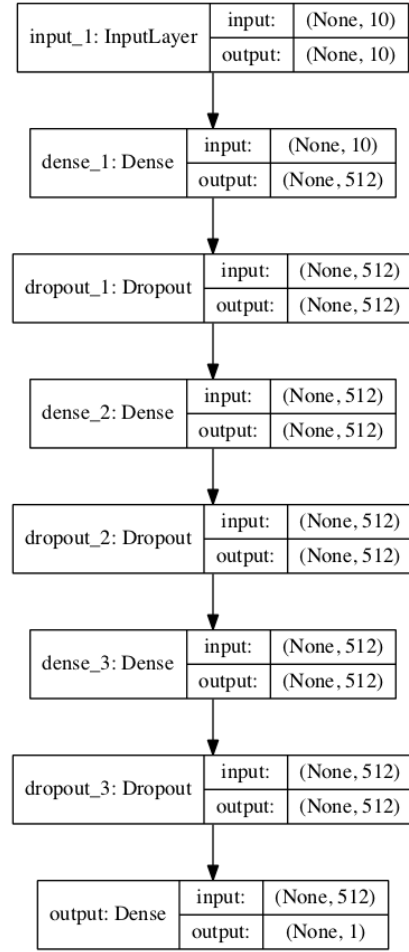 input_1: InputLayer
input: (None, 10)
output: (None, 10)
dense_1: Dense
input: (None, 10)
output: (None, 512)
dropout_1: Dropout
input: (None, 512)
output: (None, 512)
dense_2: Dense
input: (None, 512)
output: (None, 512)
dropout_2: Dropout
input: (None, 512)
output: (None, 512)
dense_3: Dense
input: (None, 512)
output: (None, 512)
dropout_3: Dropout
input: (None, 512)
output: (None, 512)
output: Dense
input: (None, 512)
output: (None, 1)